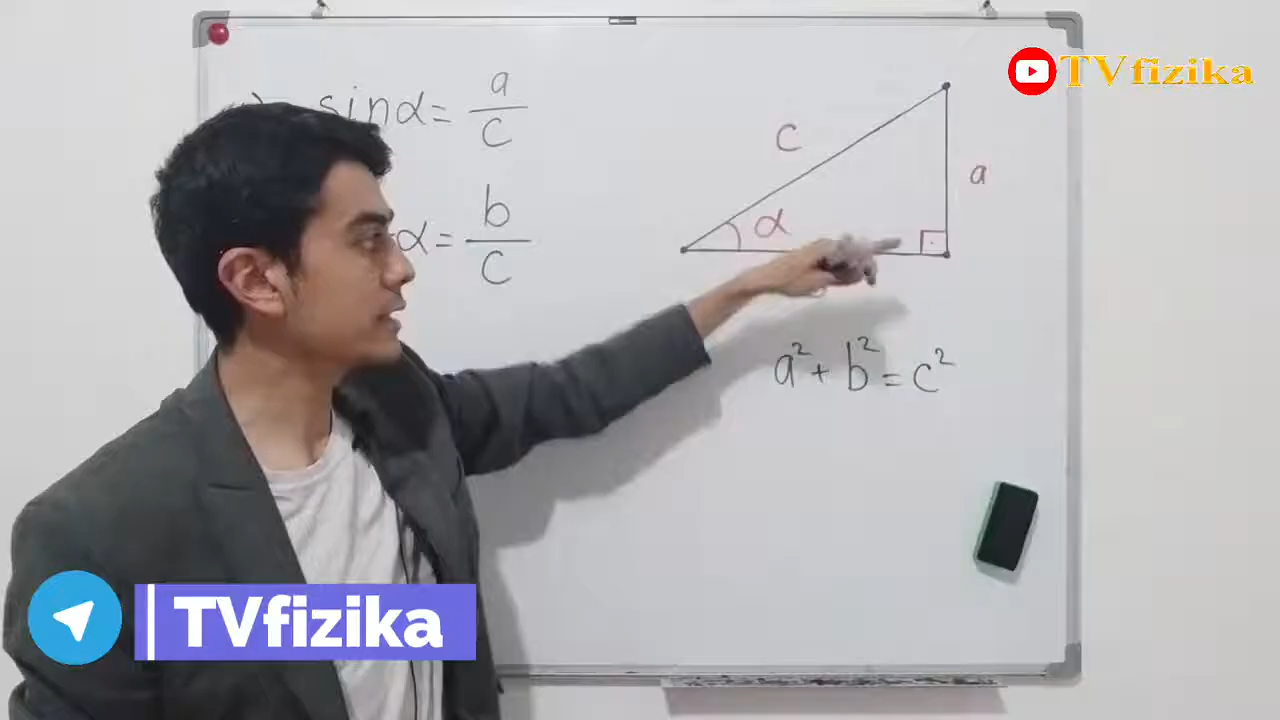 TVfizika
sinα = a/c
α = b/c
c
a
α
a² + b² = c²
TVfizika